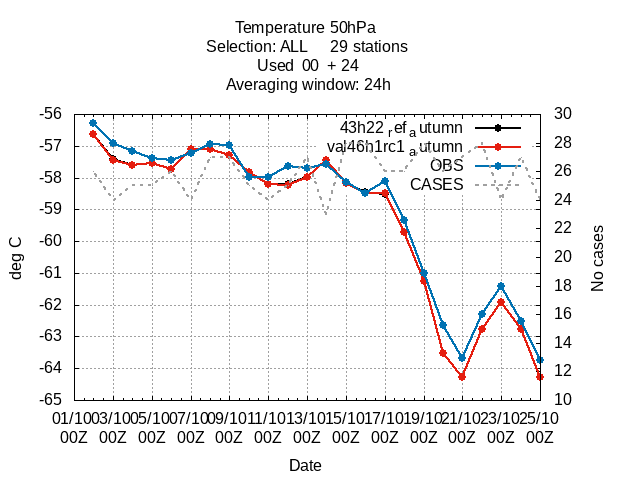 Temperature 50hPa
Selection: ALL 29 stations
Used 00 + 24
Averaging window: 24h
43h22_ref_autumn
val46h1rc1_autumn
OBS
CASES
-56
-57
-58
-59
-60
-61
-62
-63
-64
-65
30
28
26
24
22
20
18
16
14
12
10
deg C
No cases
01/10 03/10 05/10 07/10 09/10 11/10 13/10 15/10 17/10 19/10 21/10 23/10 25/10
00Z 00Z 00Z 00Z 00Z 00Z 00Z 00Z 00Z 00Z 00Z 00Z 00Z
Date